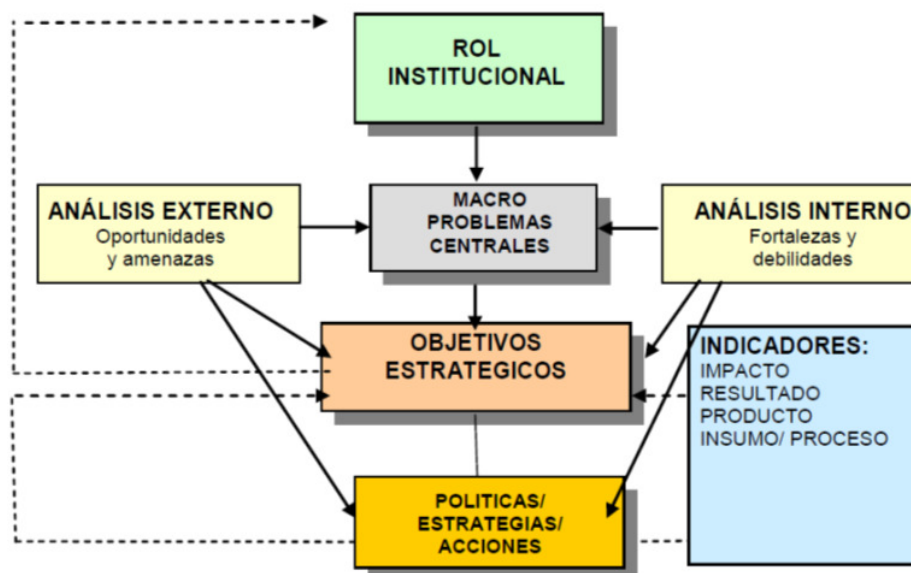 ROL
INSTITUCIONAL
ANÁLISIS EXTERNO
Oportunidades
y amenazas
MACRO
PROBLEMAS
CENTRALES
ANÁLISIS INTERNO
Fortalezas y
debilidades
OBJETIVOS
ESTRATEGICOS
INDICADORES:
IMPACTO
RESULTADO
PRODUCTO
INSUMO/ PROCESO
POLITICAS/
ESTRATEGIAS/
ACCIONES